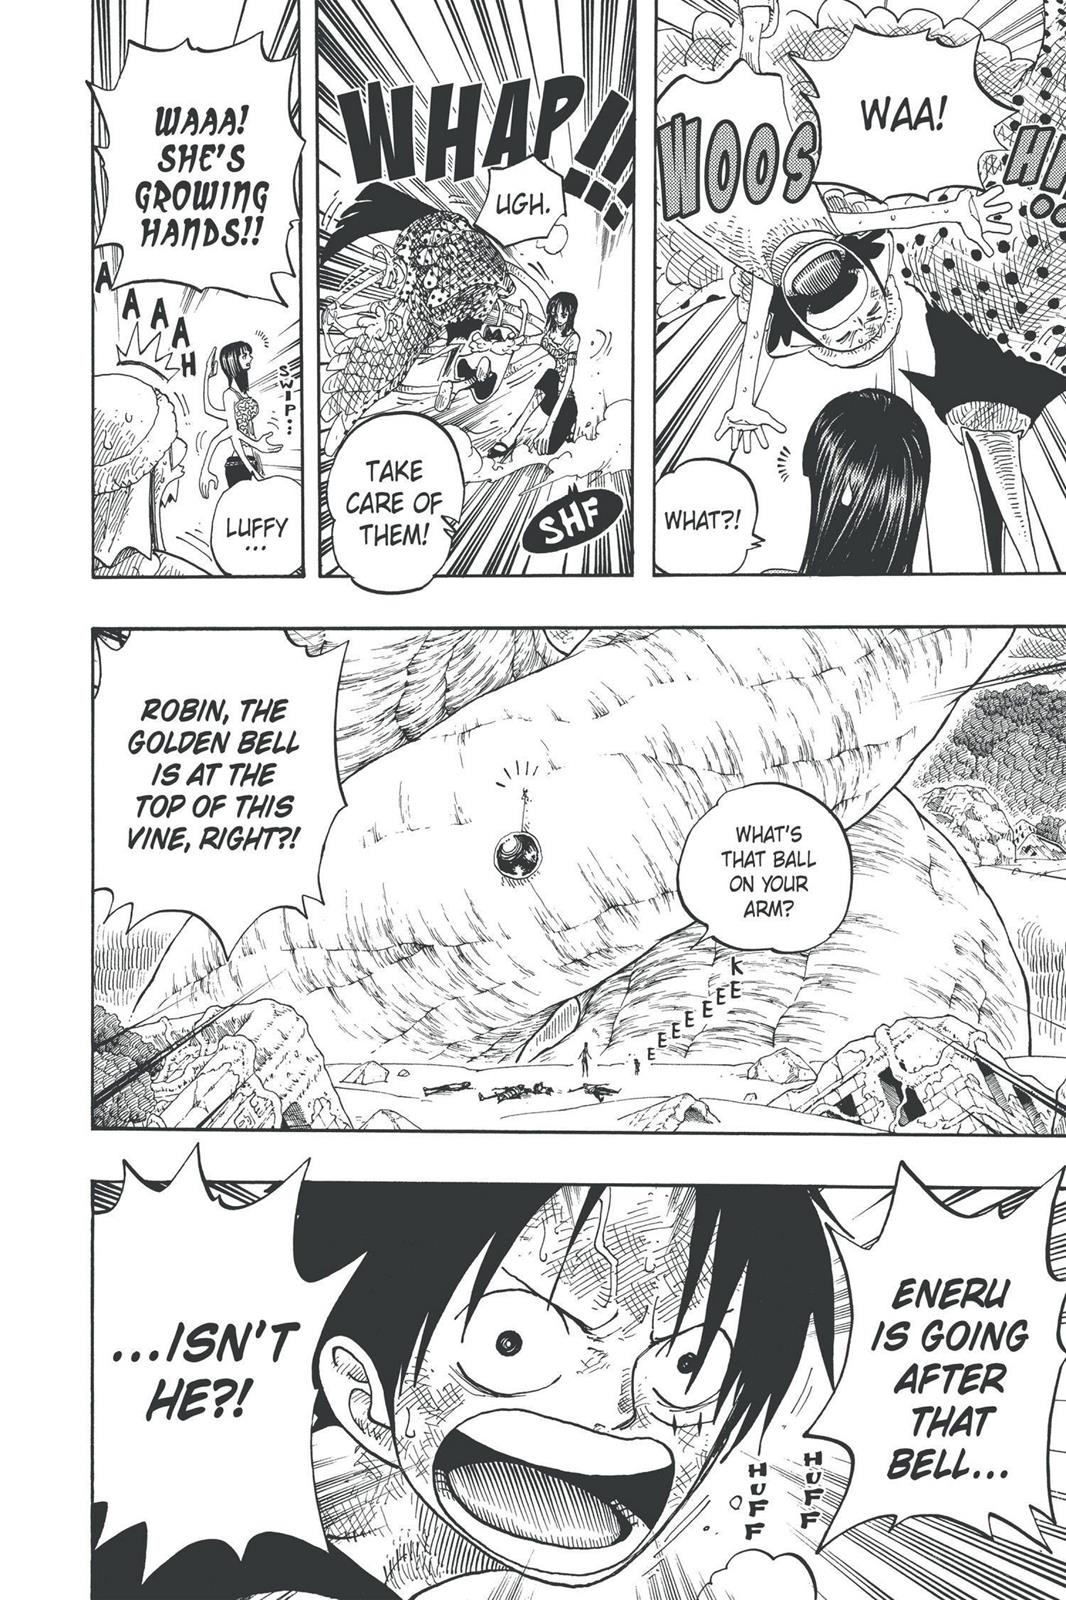 WAA!
WOOS
WHAT?!
WHAP!!!
UGH.
TAKE
CARE OF
THEM!
SHF
WAAA!
SHE'S
GROWING
HANDS!!
AAAAH
SWIP...
LUFFY
...
ROBIN, THE
GOLDEN BELL
IS AT THE
TOP OF THIS
VINE, RIGHT?!
WHAT'S
THAT BALL
ON YOUR
ARM?
KEEEEEEEE
ENERU
IS GOING
AFTER
THAT
BELL...
HUFF
HUFF
...ISN'T
HE?!